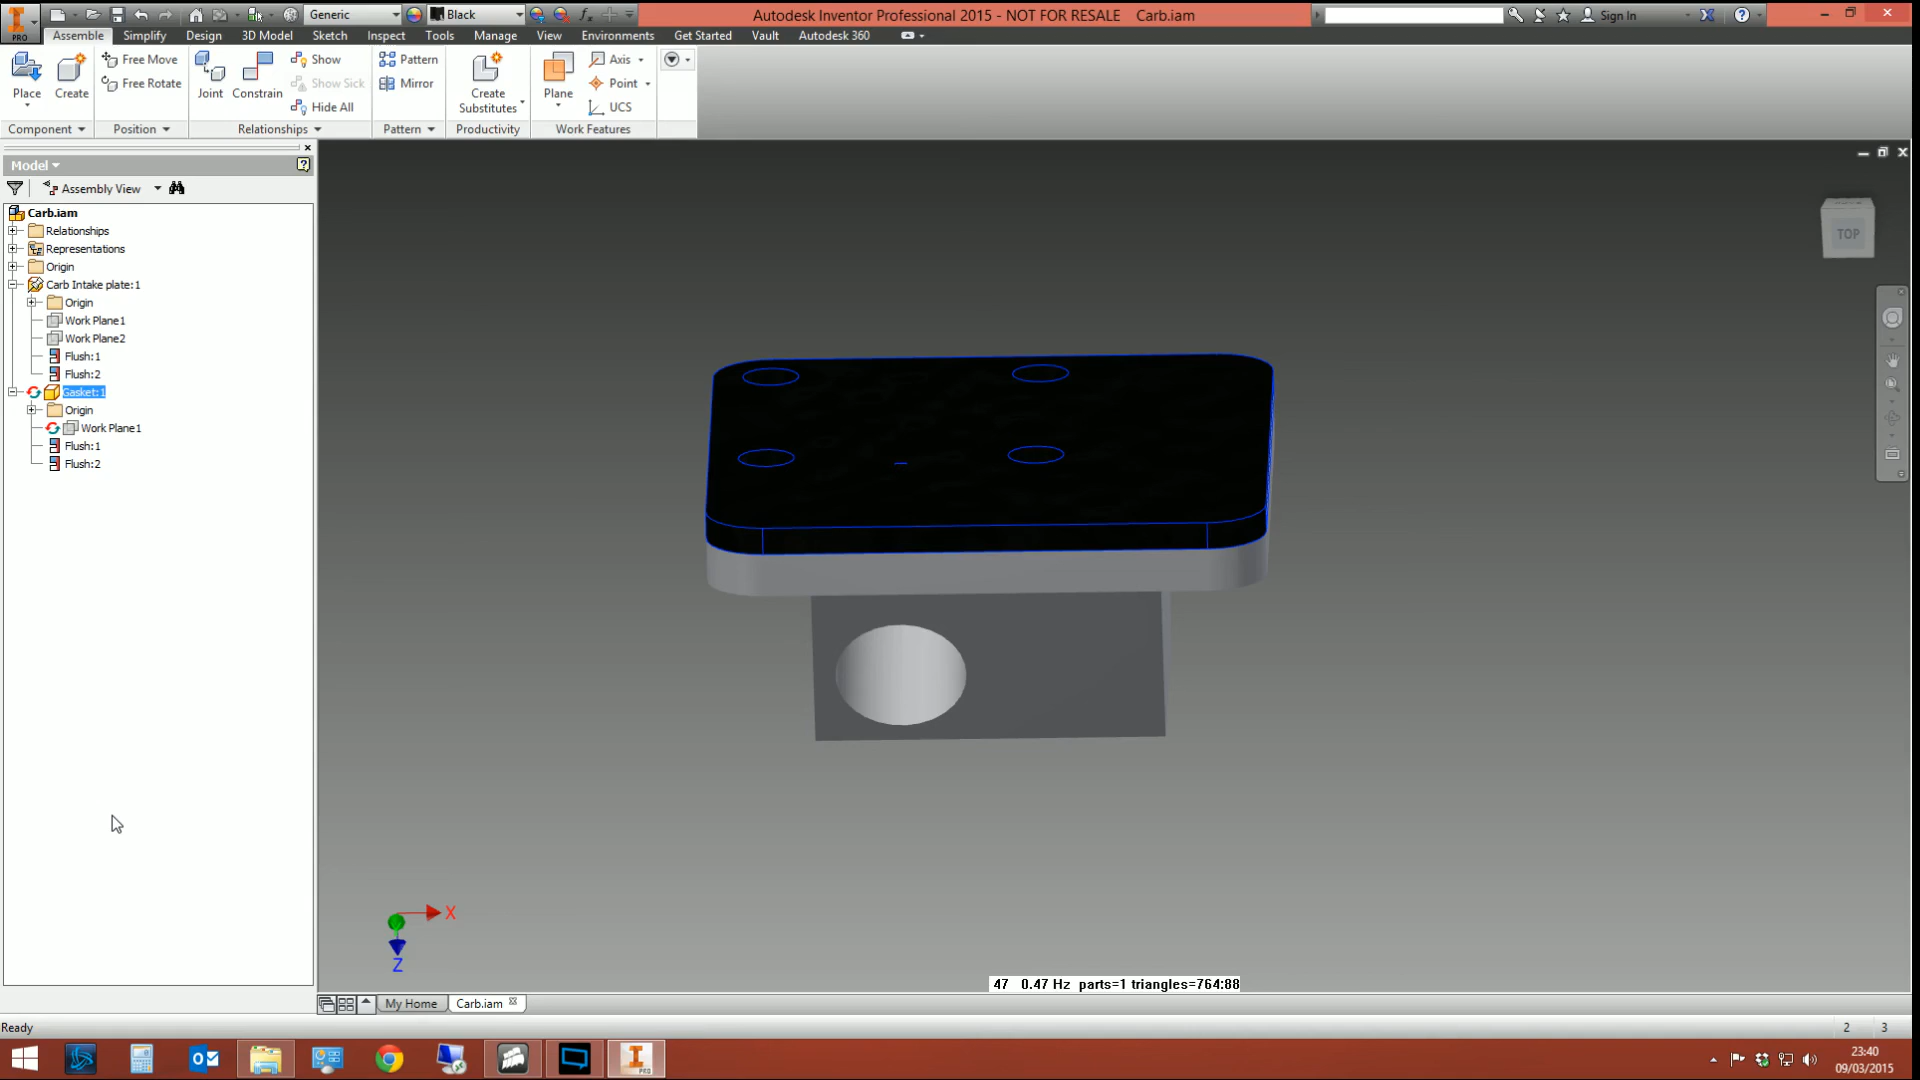 Generic
Black
Autodesk Inventor Professional 2015 - NOT FOR RESALE Carb.iam
Sign In
PRO
Assemble Simplify Design 3D Model Sketch Inspect Tools Manage View Environments Get Started Vault Autodesk 360
Place
Create
Free Move
Free Rotate
Joint
Constrain
Show
Show Sick
Hide All
Pattern
Mirror
Create
Substitutes
Plane
Axis
Point
UCS
Component Position Relationships Pattern Productivity Work Features
Model
Assembly View
Carb.iam
Relationships
Representations
Origin
Carb Intake plate:1
Origin
Work Plane1
Work Plane2
Flush:1
Flush:2
Gasket:1
Origin
Work Plane1
Flush:1
Flush:2
TOP
X
Z
47 0.47 Hz parts=1 triangles=764:88
My Home
Carb.iam
Ready
2 3
23:40
09/03/2015